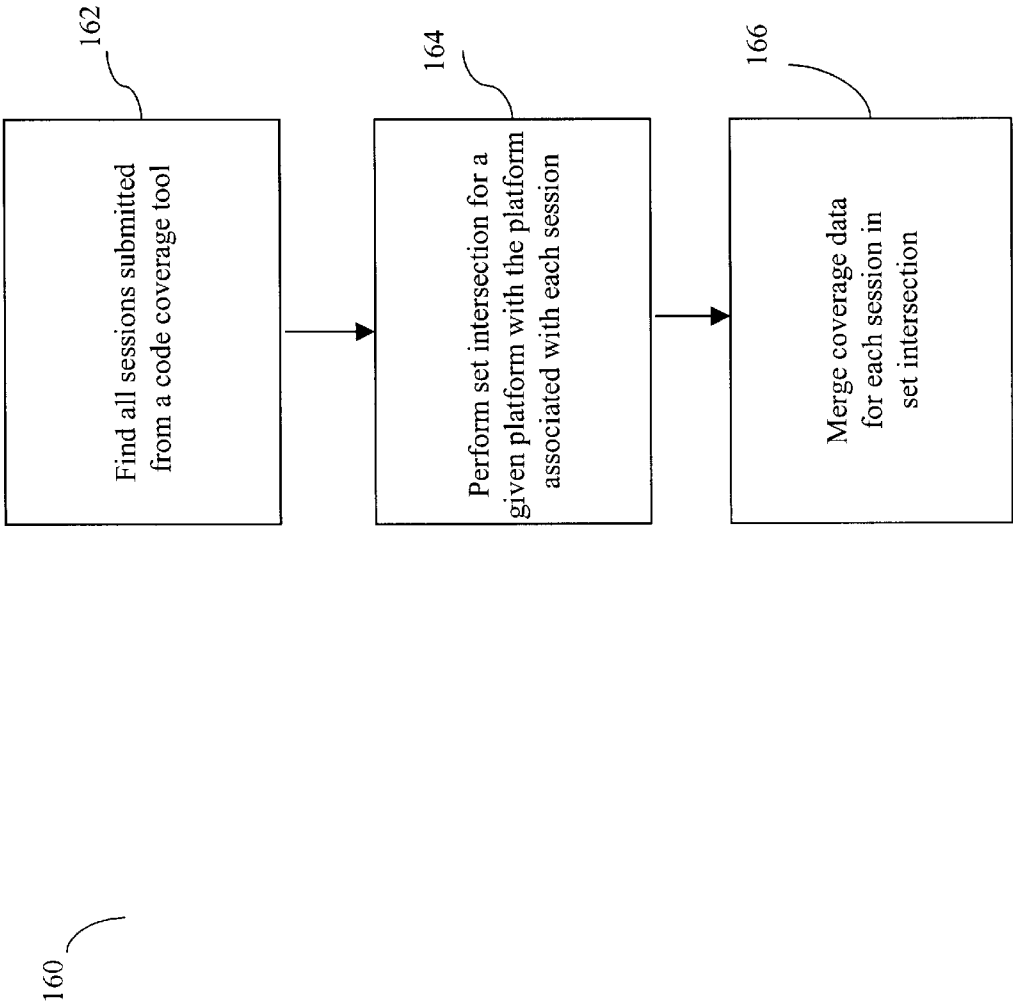 160
162
Find all sessions submitted
from a code coverage tool
164
Perform set intersection for a
given platform with the platform
associated with each session
166
Merge coverage data
for each session in
set intersection